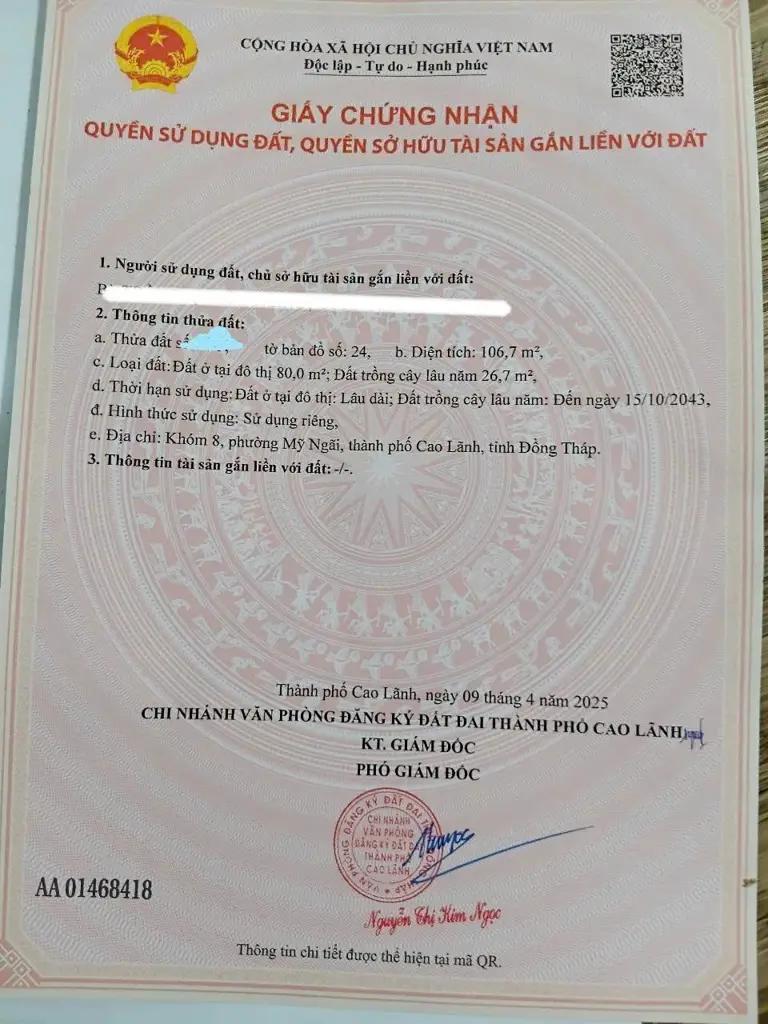 CỘNG HÒA XÃ HỘI CHỦ NGHĨA VIỆT NAM
Độc lập - Tự do - Hạnh phúc
GIẤY CHỨNG NHẬN
QUYỀN SỬ DỤNG ĐẤT, QUYỀN SỞ HỮU TÀI SẢN GẮN LIỀN VỚI ĐẤT
1. Người sử dụng đất, chủ sở hữu tài sản gắn liền với đất:
2. Thông tin thửa đất:
a. Thửa đất tờ bản đồ số: 24, b. Diện tích: 106,7 m²,
c. Loại đất: Đất ở tại đô thị 80,0 m²; Đất trồng cây lâu năm 26,7 m²,
d. Thời hạn sử dụng: Đất ở tại đô thị: Lâu dài; Đất trồng cây lâu năm: Đến ngày 15/10/2043,
đ. Hình thức sử dụng: Sử dụng riêng,
e. Địa chỉ: Khóm 8, phường Mỹ Ngãi, thành phố Cao Lãnh, tỉnh Đồng Tháp.
3. Thông tin tài sản gắn liền với đất: -/-.
Thành phố Cao Lãnh, ngày 09 tháng 4 năm 2025
CHI NHÁNH VĂN PHÒNG ĐĂNG KÝ ĐẤT ĐAI THÀNH PHỐ CAO LÃNH
KT. GIÁM ĐỐC
PHÓ GIÁM ĐỐC
VĂN PHÒNG ĐĂNG KÝ ĐẤT ĐAI
CHI NHÁNH
VĂN PHÒNG
ĐĂNG KÝ ĐẤT
THÀNH PHỐ
CAO LÃNH
AA 01468418
Nguyễn Thị Kim Ngọc
Thông tin chi tiết được thể hiện tại mã QR.